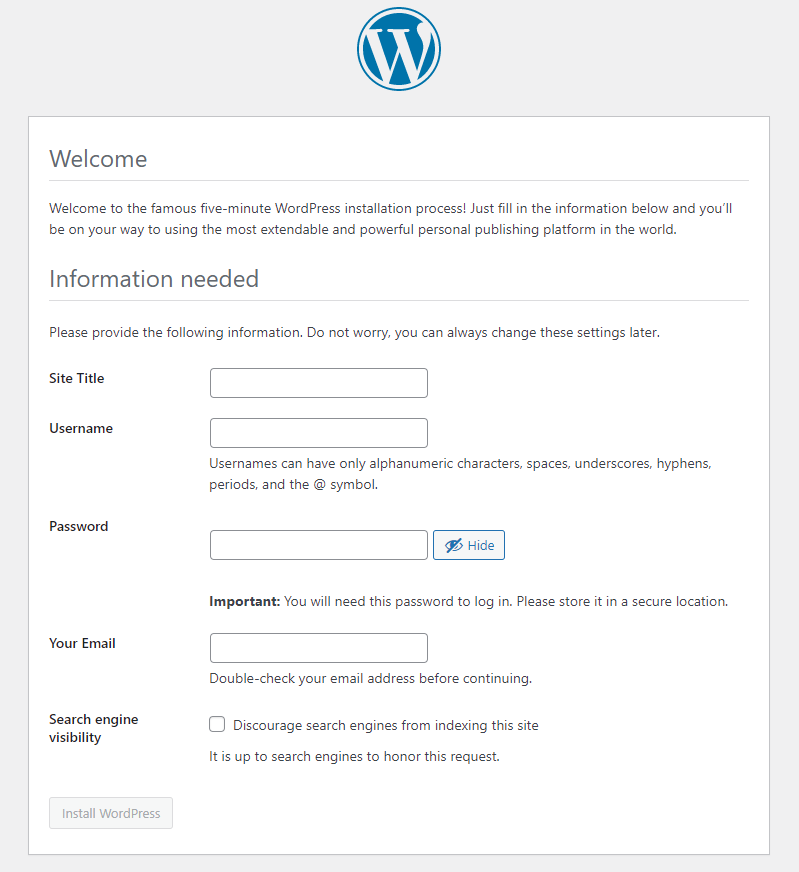 Welcome
Welcome to the famous five-minute WordPress installation process! Just fill in the information below and you’ll
be on your way to using the most extendable and powerful personal publishing platform in the world.
Information needed
Please provide the following information. Do not worry, you can always change these settings later.
Site Title
Username
Usernames can have only alphanumeric characters, spaces, underscores, hyphens,
periods, and the @ symbol.
Password
Hide
Important: You will need this password to log in. Please store it in a secure location.
Your Email
Double-check your email address before continuing.
Search engine
visibility
Discourage search engines from indexing this site
It is up to search engines to honor this request.
Install WordPress